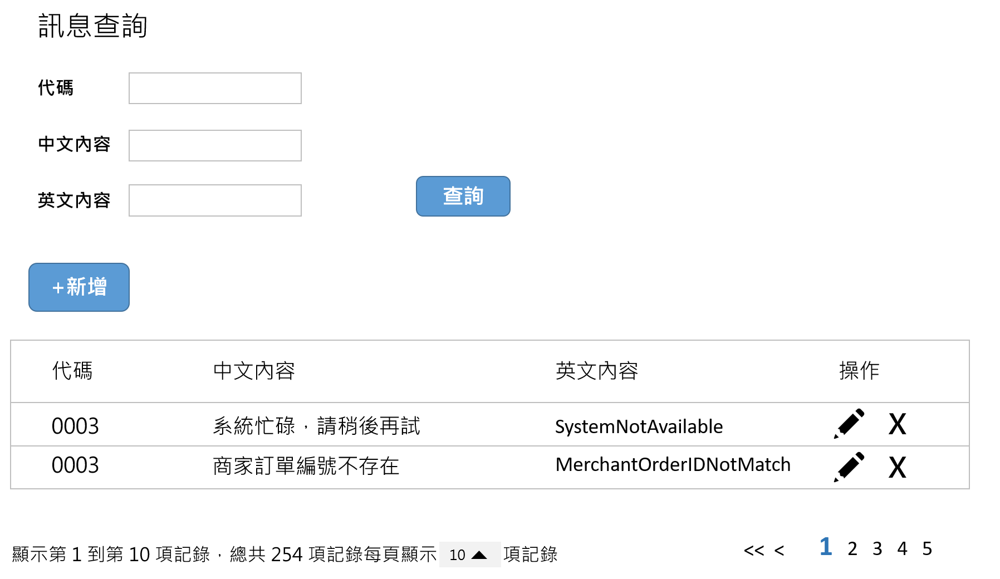 訊息查詢
代碼
中文內容
英文內容
查詢
+新增
代碼 中文內容 英文內容 操作
0003 系統忙碌，請稍後再試 SystemNotAvailable X
0003 商家訂單編號不存在 MerchantOrderIDNotMatch X
顯示第 1 到第 10 項記錄，總共 254 項記錄每頁顯示 10 ▲ 項記錄 << < 1 2 3 4 5